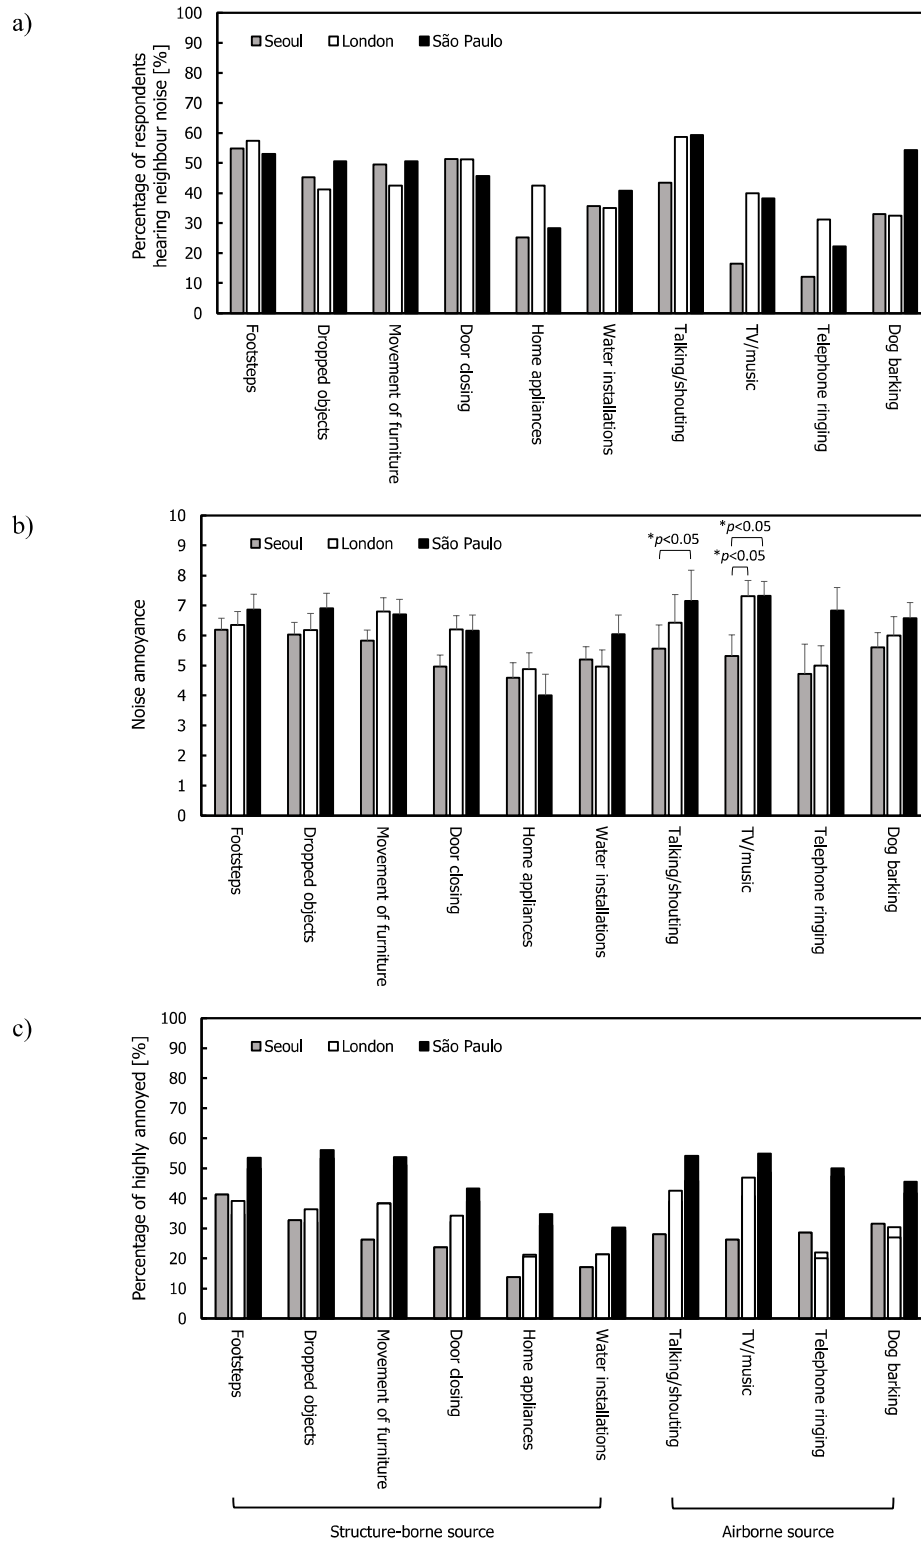 a)
Percentage of respondents
hearing neighbour noise [%]
100
90
80
70
60
50
40
30
20
10
0
Seoul London São Paulo
Footsteps
Dropped objects
Movement of furniture
Door closing
Home appliances
Water installations
Talking/shouting
TV/music
Telephone ringing
Dog barking
b)
Noise annoyance
10
9
8
7
6
5
4
3
2
1
0
Seoul London São Paulo
*p<0.05
*p<0.05
*p<0.05
Footsteps
Dropped objects
Movement of furniture
Door closing
Home appliances
Water installations
Talking/shouting
TV/music
Telephone ringing
Dog barking
c)
Percentage of highly annoyed [%]
100
90
80
70
60
50
40
30
20
10
0
Seoul London São Paulo
Footsteps
Dropped objects
Movement of furniture
Door closing
Home appliances
Water installations
Talking/shouting
TV/music
Telephone ringing
Dog barking
Structure-borne source
Airborne source